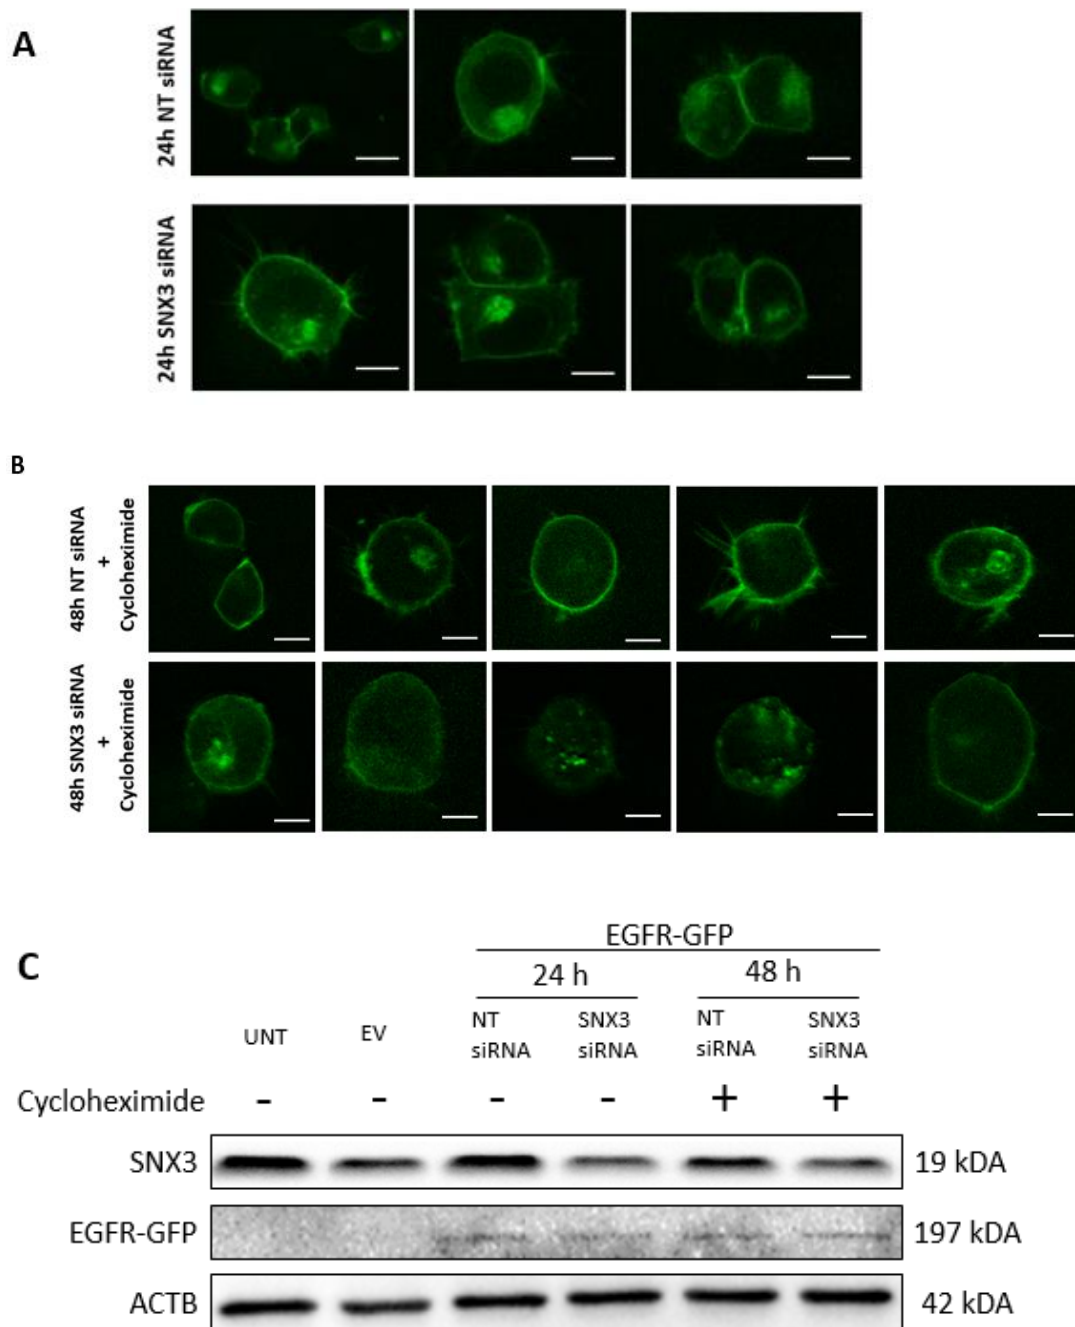 A
24h NT siRNA
24h SNX3 siRNA
B
48h NT siRNA
+
Cycloheximide
48h SNX3 siRNA
+
Cycloheximide
C
EGFR-GFP
24 h
48 h
UNT
EV
NT
siRNA
SNX3
siRNA
NT
siRNA
SNX3
siRNA
Cycloheximide - - - - + +
SNX3 19 kDA
EGFR-GFP 197 kDA
ACTB 42 kDA